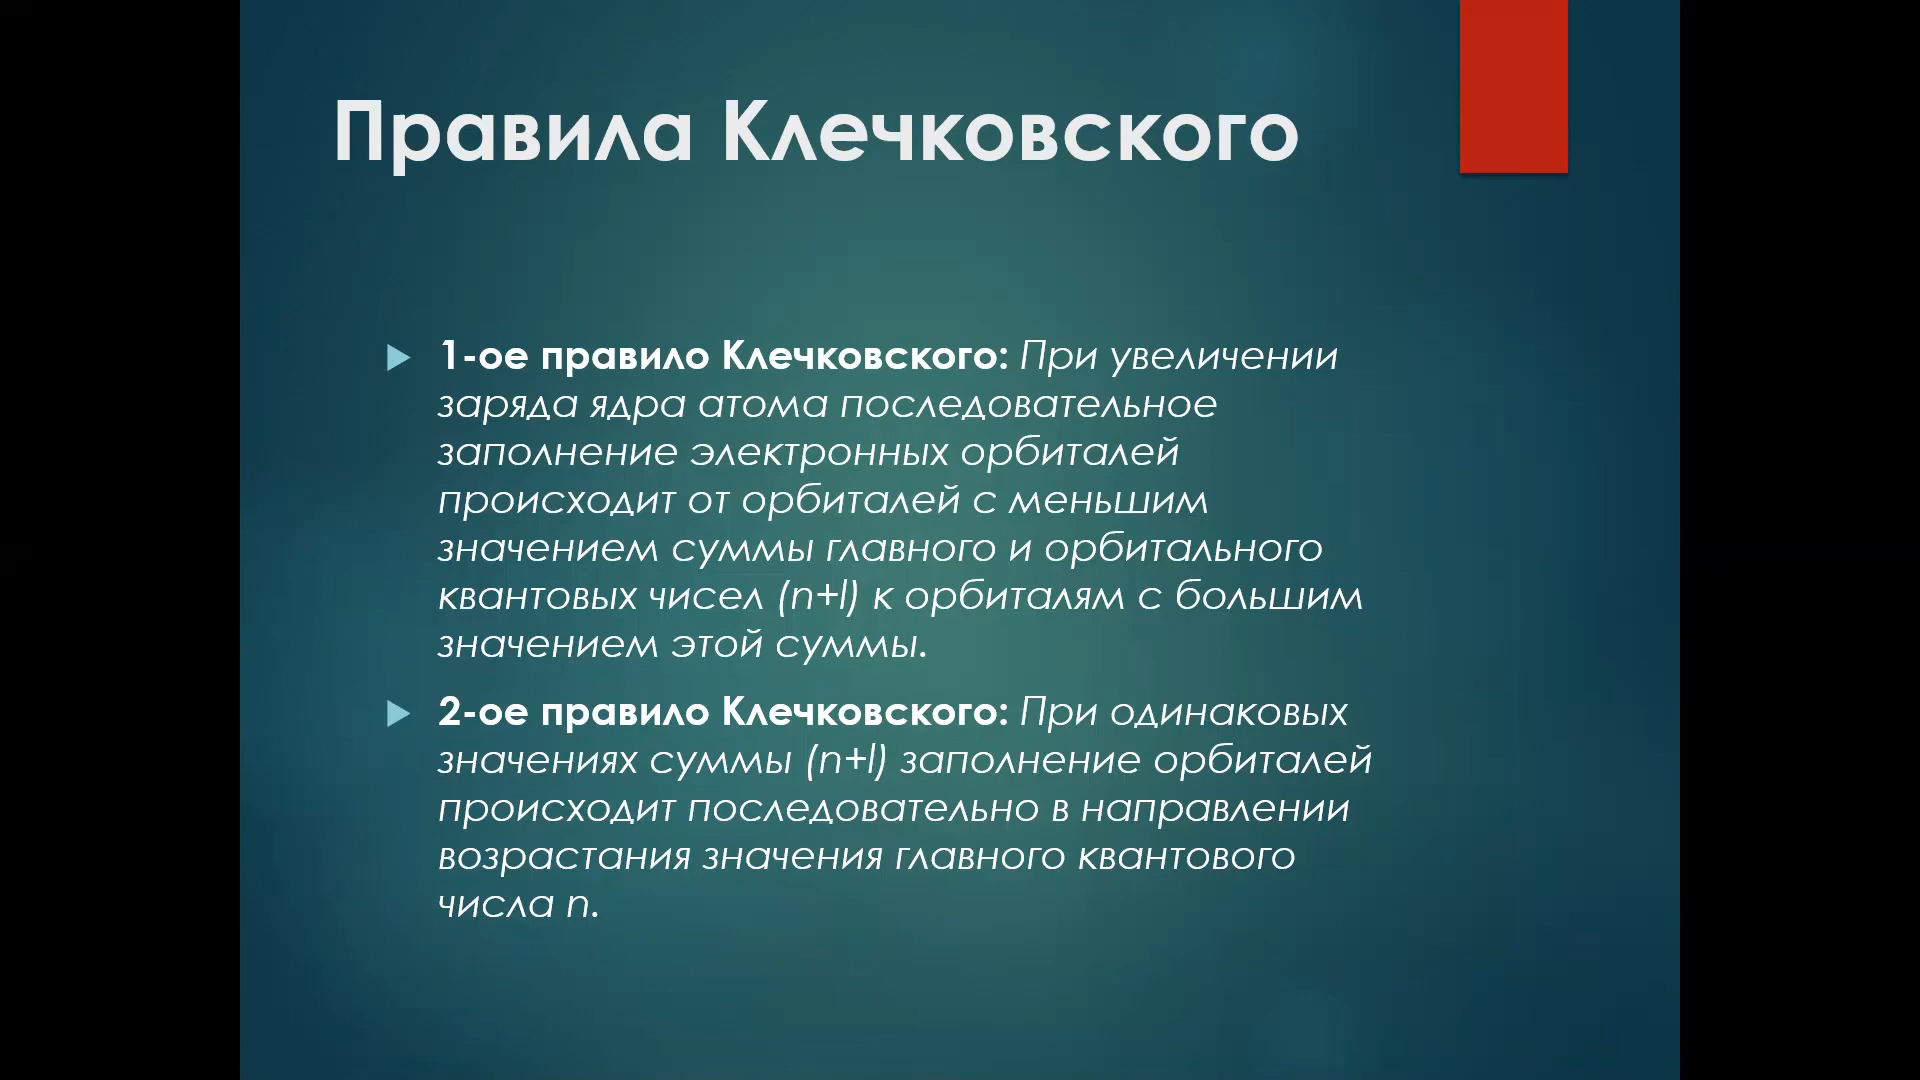 Правила Клечковского
1-ое правило Клечковского: При увеличении
заряда ядра атома последовательное
заполнение электронных орбиталей
происходит от орбиталей с меньшим
значением суммы главного и орбитального
квантовых чисел (n+l) к орбиталям с большим
значением этой суммы.
2-ое правило Клечковского: При одинаковых
значениях суммы (n+l) заполнение орбиталей
происходит последовательно в направлении
возрастания значения главного квантового
числа n.